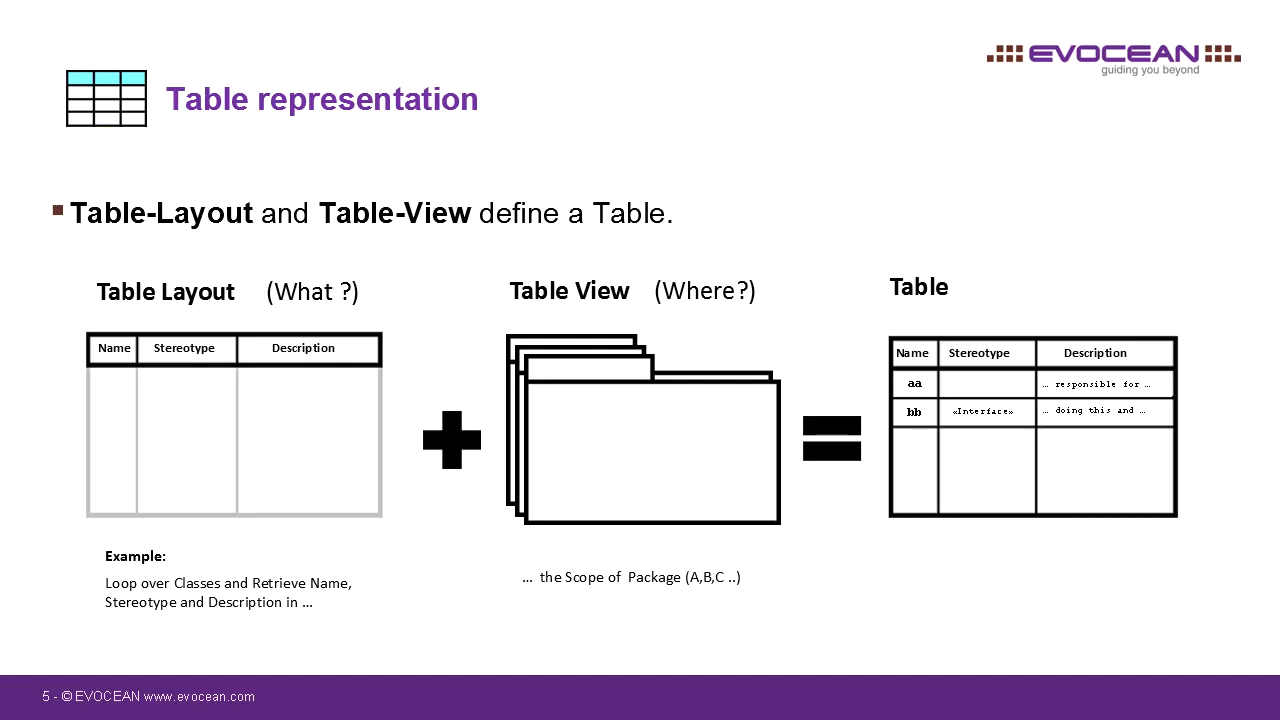 EVOCEAN
guiding you beyond
Table representation
Table-Layout and Table-View define a Table.
Table Layout (What ?)
Table View (Where?)
Table
Name Stereotype Description
Name Stereotype Description
aa … responsible for …
bb «Interface» … doing this and …
Example:
Loop over Classes and Retrieve Name,
Stereotype and Description in …
… the Scope of Package (A,B,C ..)
5 - © EVOCEAN www.evocean.com